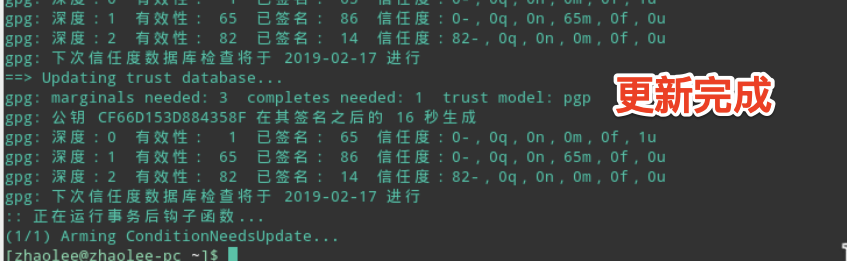 gpg: 深度:1 有效性: 65 已签名: 86 信任度:0-, 0q, 0n, 65m, 0f, 0u
gpg: 深度:2 有效性: 82 已签名: 14 信任度:82-, 0q, 0n, 0m, 0f, 0u
gpg: 下次信任度数据库检查将于 2019-02-17 进行
==> Updating trust database...
gpg: marginals needed: 3 completes needed: 1 trust model: pgp
更新完成
gpg: 公钥 CF66D153D884358F 在其签名之后的 16 秒生成
gpg: 深度:0 有效性: 1 已签名: 65 信任度:0-, 0q, 0n, 0m, 0f, 1u
gpg: 深度:1 有效性: 65 已签名: 86 信任度:0-, 0q, 0n, 65m, 0f, 0u
gpg: 深度:2 有效性: 82 已签名: 14 信任度:82-, 0q, 0n, 0m, 0f, 0u
gpg: 下次信任度数据库检查将于 2019-02-17 进行
:: 正在运行事务后钩子函数...
(1/1) Arming ConditionNeedsUpdate...
[zhaolee@zhaolee-pc ~]$